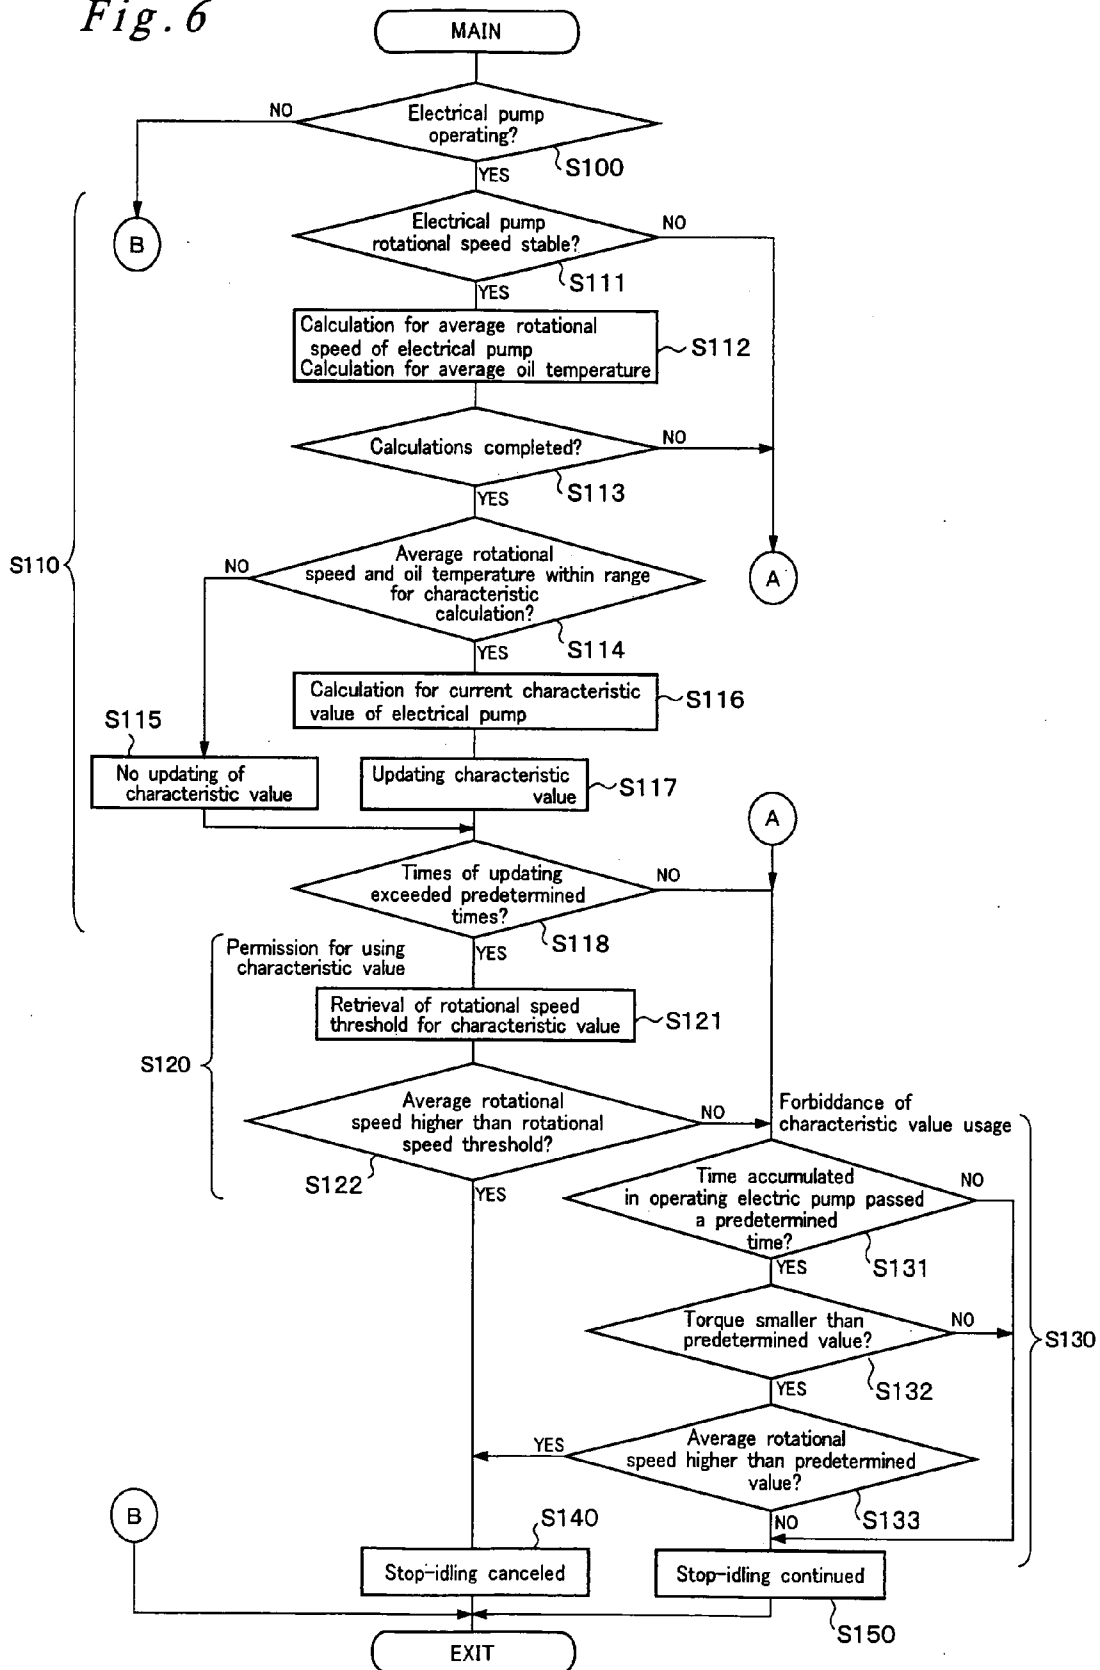 Fig. 6
MAIN
Electrical pump
operating?
NO
S100
YES
Electrical pump
rotational speed stable?
NO
B
S111
YES
Calculation for average rotational
speed of electrical pump
Calculation for average oil temperature
S112
Calculations completed?
NO
S113
YES
S110
Average rotational
speed and oil temperature within range
for characteristic
calculation?
NO
A
S114
YES
Calculation for current characteristic
value of electrical pump
S116
S115
No updating of
characteristic value
Updating characteristic
value
S117
A
Times of updating
exceeded predetermined
times?
NO
S118
YES
Permission for using
characteristic value
Retrieval of rotational speed
threshold for characteristic value
S121
S120
Average rotational
speed higher than rotational
speed threshold?
NO
Forbiddance of
characteristic value usage
S122
YES
Time accumulated
in operating electric pump passed
a predetermined
time?
NO
S131
YES
Torque smaller than
predetermined value?
NO
S130
S132
YES
Average rotational
speed higher than predetermined
value?
YES
S133
NO
B
S140
Stop-idling canceled
Stop-idling continued
S150
EXIT